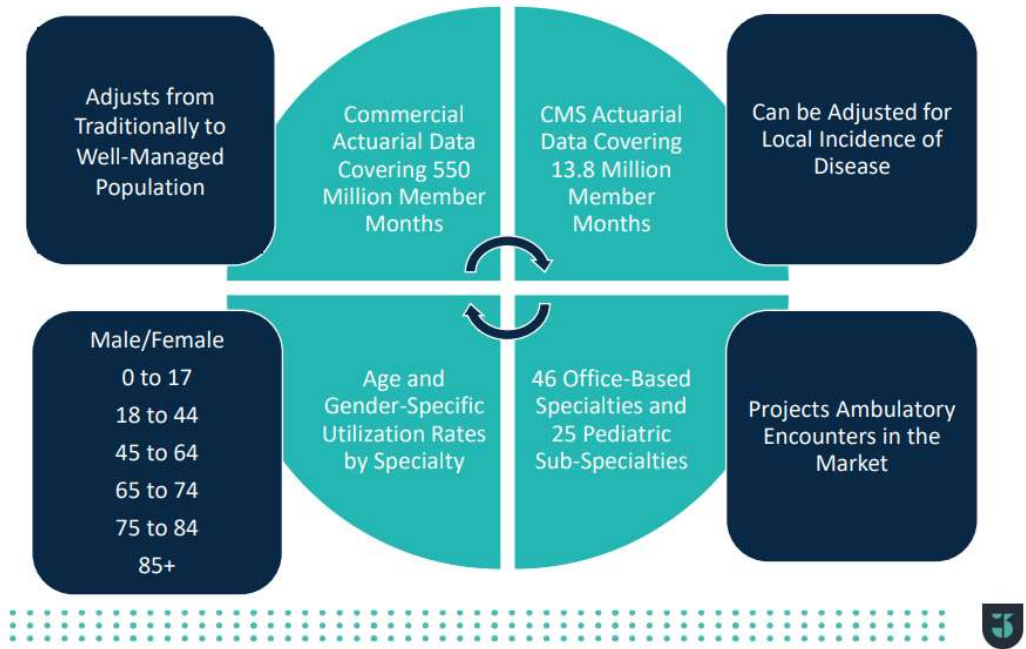 Adjusts from
Traditionally to
Well-Managed
Population
Commercial
Actuarial Data
Covering 550
Million Member
Months
CMS Actuarial
Data Covering
13.8 Million
Member
Months
Can be Adjusted for
Local Incidence of
Disease
Male/Female
0 to 17
18 to 44
45 to 64
65 to 74
75 to 84
85+
Age and
Gender-Specific
Utilization Rates
by Specialty
46 Office-Based
Specialties and
25 Pediatric
Sub-Specialties
Projects Ambulatory
Encounters in the
Market
3